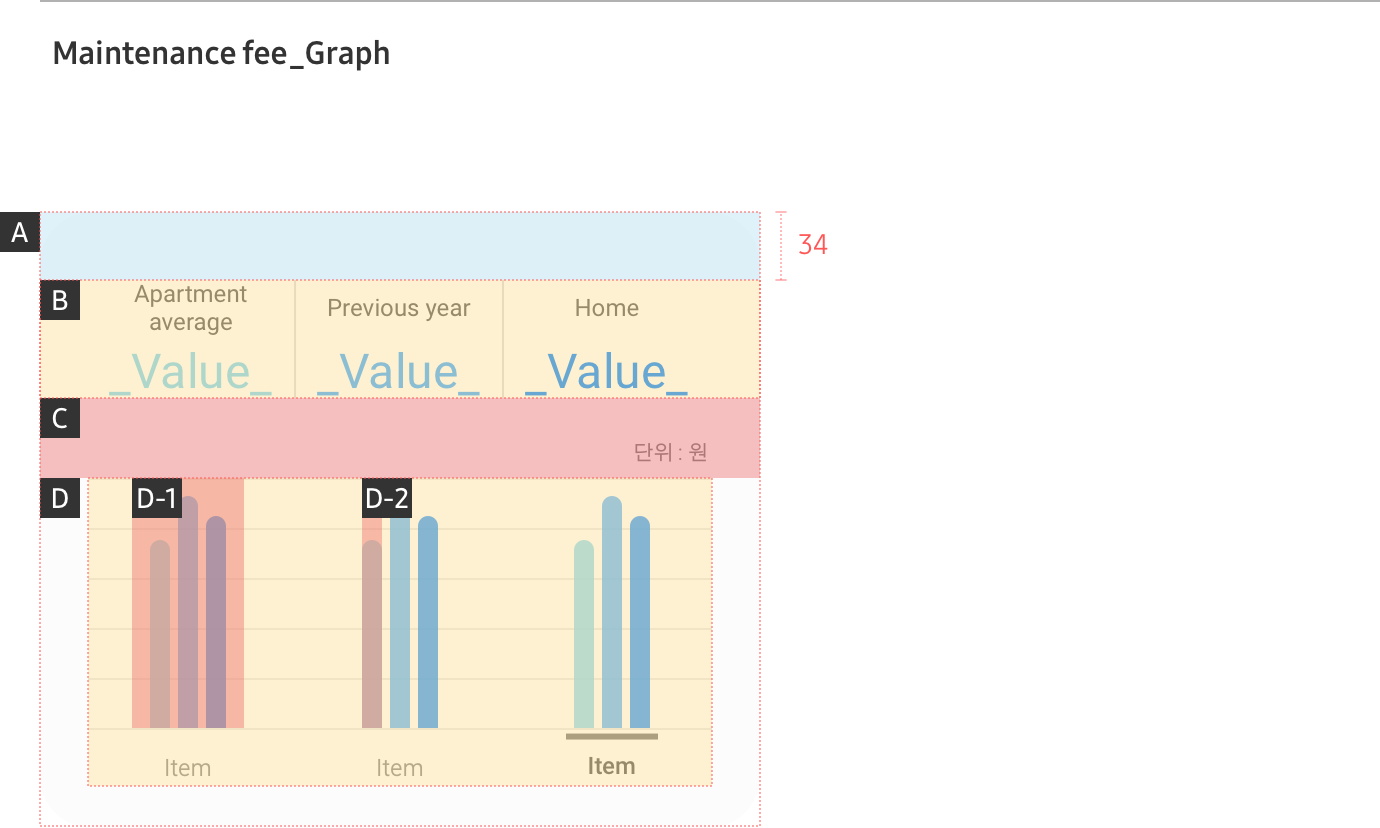 Maintenance fee_Graph
A
34
B
Apartment
average
Previous year
Home
_Value_
_Value_
_Value_
C
단위 : 원
D
D-1
D-2
Item
Item
Item